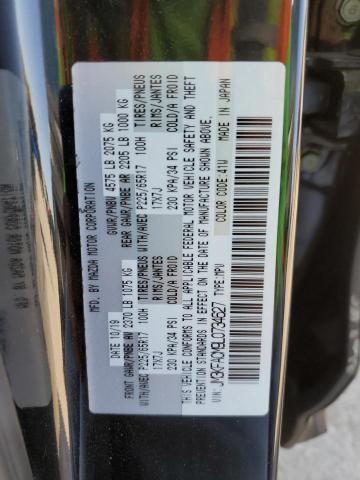 MFD BY MAZDA MOTOR CORPORATION
DATE: 10/19 GVWR/PNBV 4575 LB 2075 KG
FRONT GAWR/PNBE AV 2370 LB 1075 KG REAR GAWR/PNBE AR 2205 LB 1000 KG
WITH/AVEC P225/65R17 100H TIRES/PNEUS WITH/AVEC P225/65R17 100H TIRES/PNEUS
17X7J RIMS/JANTES 17X7J RIMS/JANTES
230 KPA/34 PSI COLD/A FROID 230 KPA/34 PSI COLD/A FROID
THIS VEHICLE CONFORMS TO ALL APPLICABLE FEDERAL MOTOR VEHICLE SAFETY AND THEFT
PREVENTION STANDARDS IN EFFECT ON THE DATE OF MANUFACTURE SHOWN ABOVE.
COLOR CODE:41W MADE IN JAPAN
TYPE:MPV